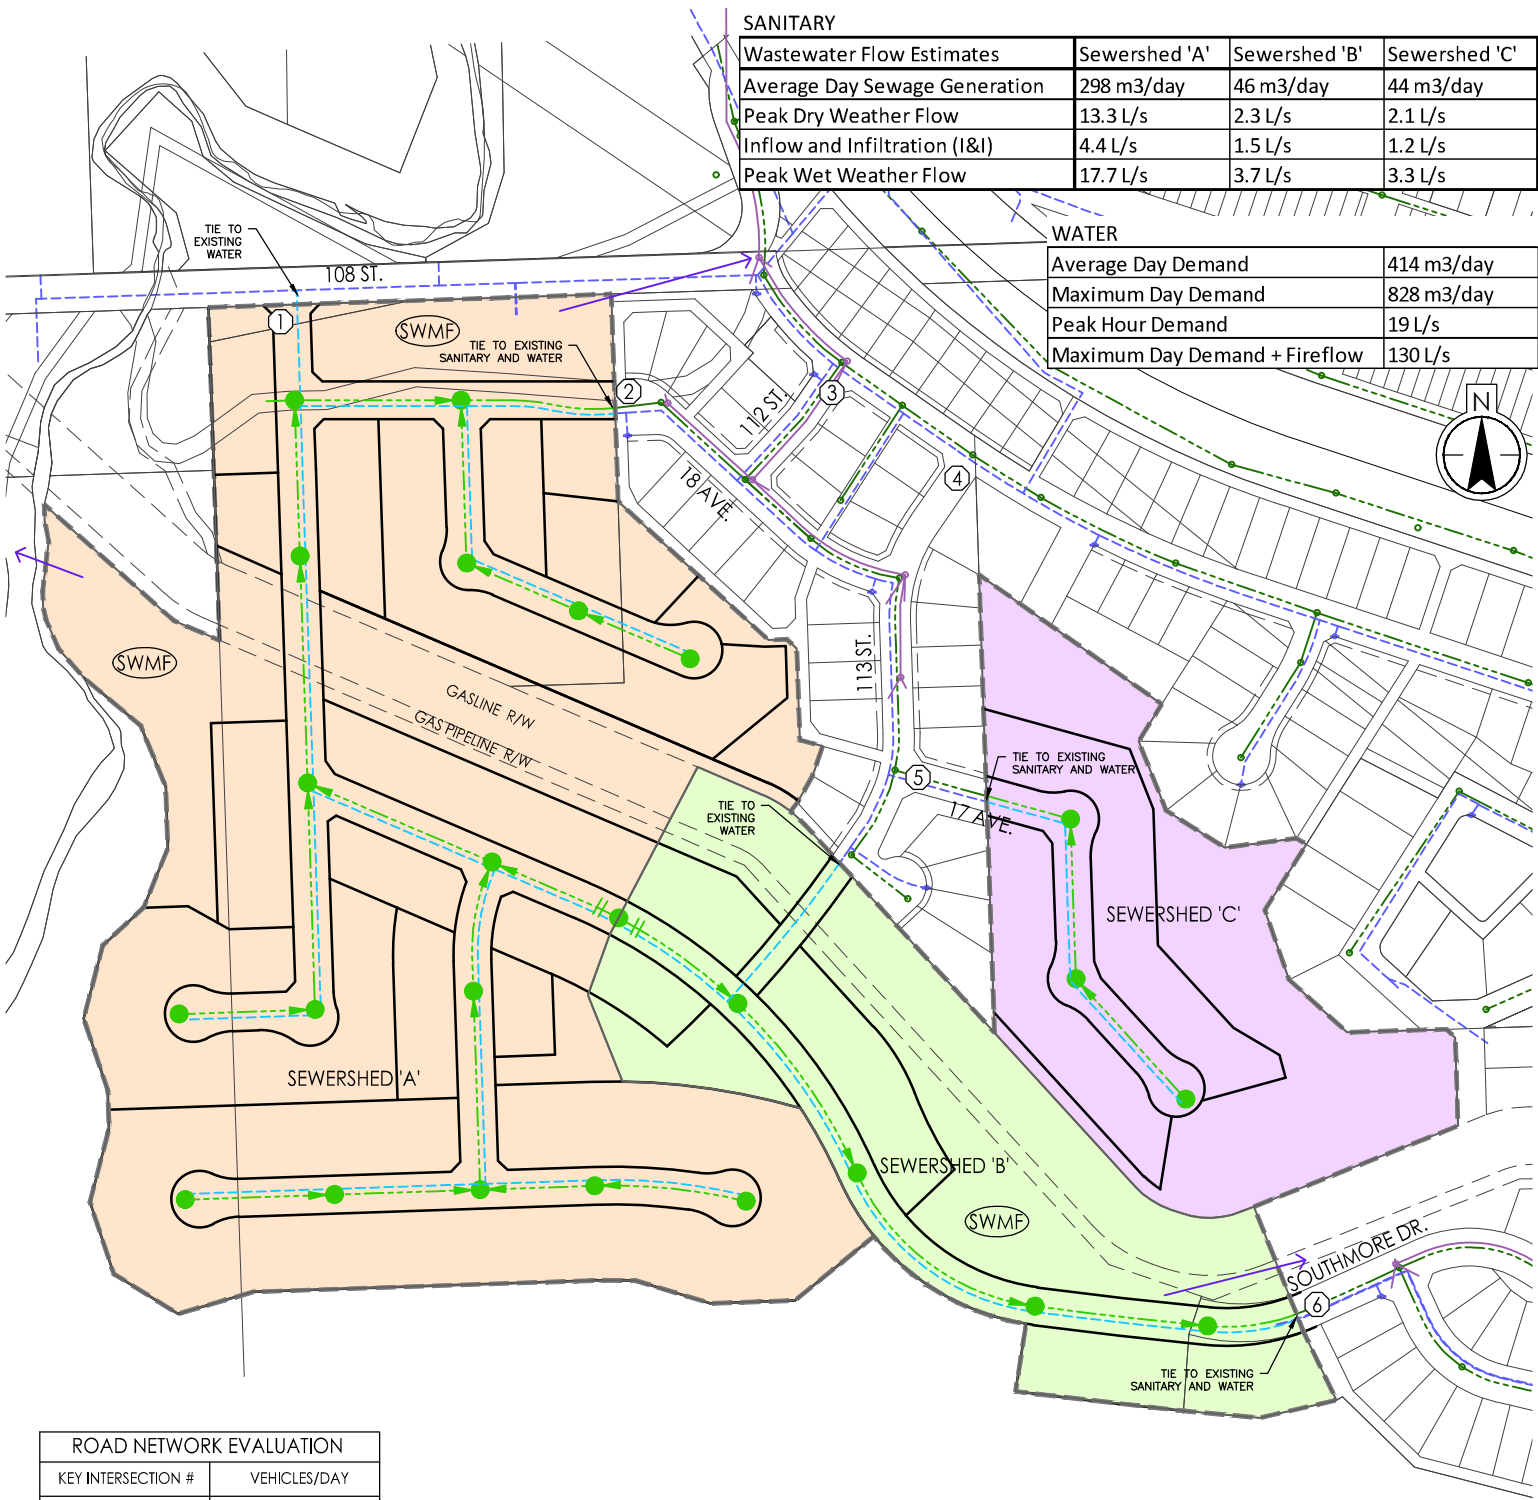 SANITARY
Wastewater Flow Estimates Sewershed 'A' Sewershed 'B' Sewershed 'C'
Average Day Sewage Generation 298 m3/day 46 m3/day 44 m3/day
Peak Dry Weather Flow 13.3 L/s 2.3 L/s 2.1 L/s
Inflow and Infiltration (I&I) 4.4 L/s 1.5 L/s 1.2 L/s
Peak Wet Weather Flow 17.7 L/s 3.7 L/s 3.3 L/s
WATER
Average Day Demand 414 m3/day
Maximum Day Demand 828 m3/day
Peak Hour Demand 19 L/s
Maximum Day Demand + Fireflow 130 L/s
N
TIE TO
EXISTING
WATER
108 ST.
1
SWMF
TIE TO EXISTING
SANITARY AND WATER
2
3
112 ST.
4
18 AVE.
SWMF
113 ST.
GASLINE R/W
GAS PIPELINE R/W
TIE TO EXISTING
SANITARY AND WATER
5
17 AVE.
TIE TO
EXISTING
WATER
SEWERSHED 'C'
SEWERSHED 'A'
SEWERSHED 'B'
SWMF
SOUTHMORE DR.
6
TIE TO EXISTING
SANITARY AND WATER
ROAD NETWORK EVALUATION
KEY INTERSECTION # VEHICLES/DAY